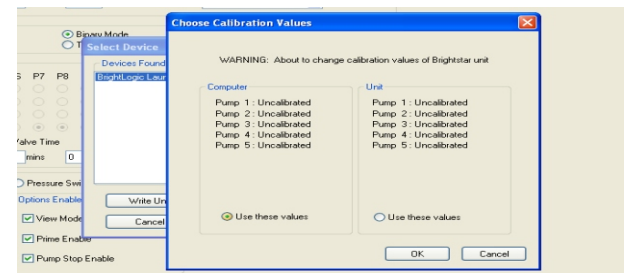 Choose Calibration Values
Binary Mode
Select Device
Devices Found
BrightLogic Laun
WARNING: About to change calibration values of Brightstar unit
Computer
Pump 1 : Uncalibrated
Pump 2 : Uncalibrated
Pump 3 : Uncalibrated
Pump 4 : Uncalibrated
Pump 5 : Uncalibrated
Use these values
Unit
Pump 1 : Uncalibrated
Pump 2 : Uncalibrated
Pump 3 : Uncalibrated
Pump 4 : Uncalibrated
Pump 5 : Uncalibrated
Use these values
OK Cancel
P7 P8
Valve Time
mins 0
Pressure Swi
Options Enable
View Mode
Prime Enable
Pump Stop Enable
Write Un
Cancel